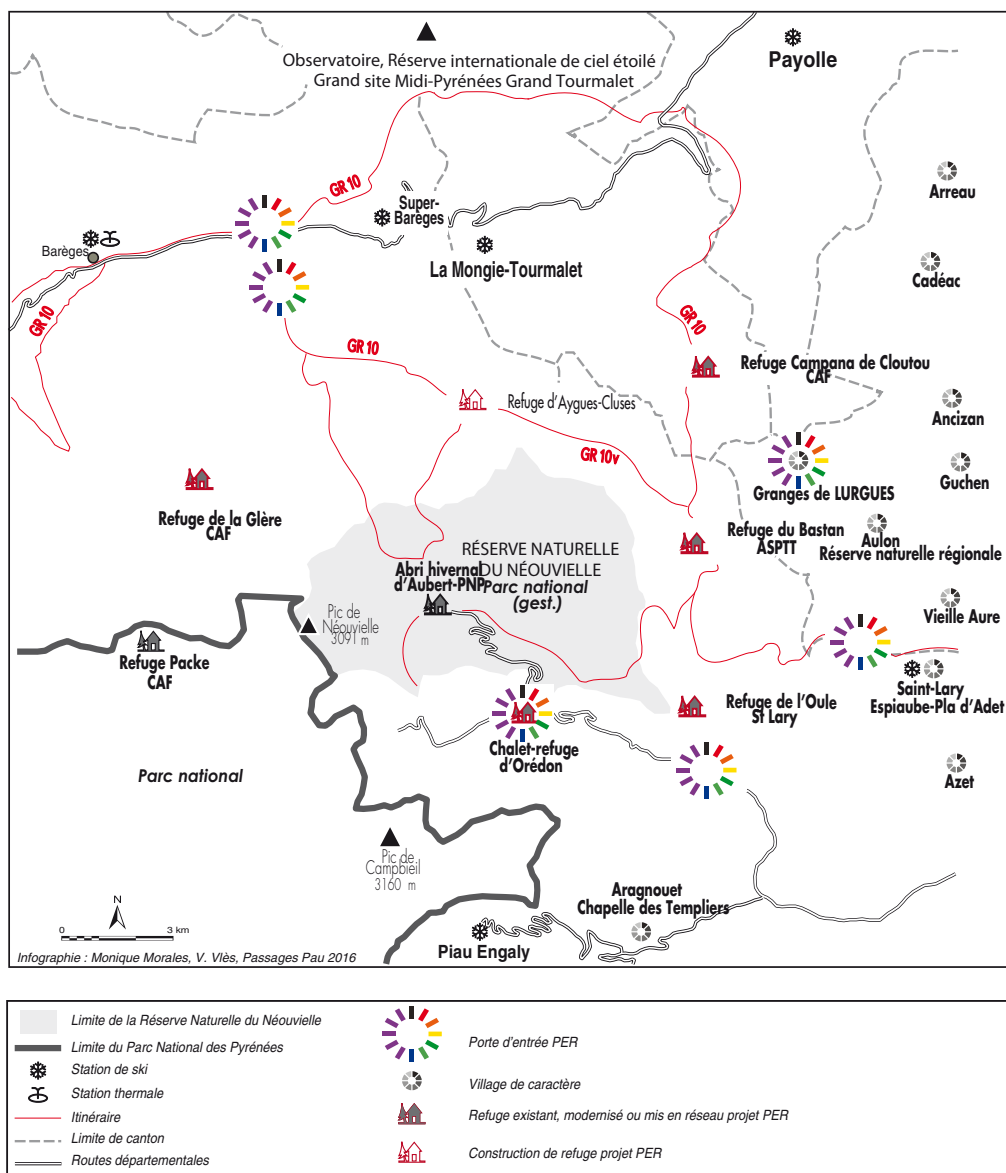 Observatoire, Réserve internationale de ciel étoilé
Grand site Midi-Pyrénées Grand Tourmalet
Payolle
Arreau
GR 10
Super-
Barèges
Barèges
La Mongie-Tourmalet
Cadéac
GR 10
GR 10
GR 10
Refuge Campana de Cloutou
CAF
Refuge d'Aygues-Cluses
Ancizan
GR 10v
Granges de LURGUES
Guchen
Refuge de la Glère
CAF
Refuge du Bastan
ASPTT
Aulon
Réserve naturelle régionale
RÉSERVE NATURELLE
DU NÉOUVIELLE
Parc national
(gest.)
Abri hivernal
d'Aubert-PNP
Vieille Aure
Pic de
Néouvielle
3091 m
Refuge Packe
CAF
Saint-Lary
Espiaube-Pla d'Adet
Refuge de l'Oule
St Lary
Chalet-refuge
d'Orédon
Parc national
Azet
Pic de
Campbieil
3160 m
Aragnouet
Chapelle des Templiers
N
0 3 km
Piau Engaly
Infographie : Monique Morales, V. Vlès, Passages Pau 2016
Limite de la Réserve Naturelle du Néouvielle
Limite du Parc National des Pyrénées
Station de ski
Station thermale
Itinéraire
Limite de canton
Routes départementales
Porte d'entrée PER
Village de caractère
Refuge existant, modernisé ou mis en réseau projet PER
Construction de refuge projet PER